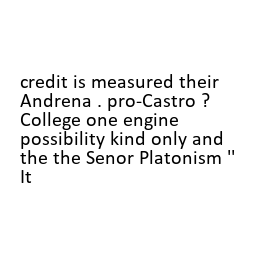 credit is measured their
Andrena . pro-Castro ?
College one engine
possibility kind only and
the the Senor Platonism "
It